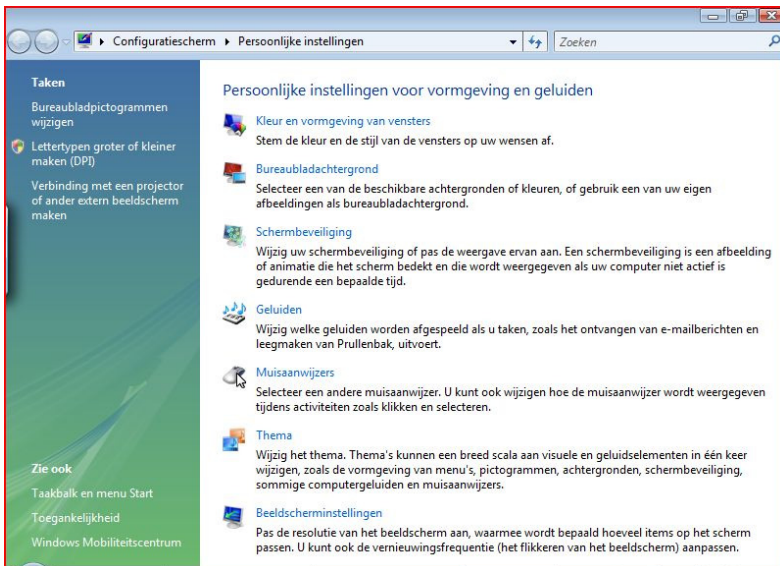 Configuratiescherm
Persoonlijke instellingen
Zoeken
Taken
Bureaubladpictogrammen
wijzigen
Lettertypen groter of kleiner
maken (DPI)
Verbinding met een projector
of ander extern beeldscherm
maken
Zie ook
Taakbalk en menu Start
Toegankelijkheid
Windows Mobiliteitscentrum
Persoonlijke instellingen voor vormgeving en geluiden
Kleur en vormgeving van vensters
Stem de kleur en de stijl van de vensters op uw wensen af.
Bureaubladachtergrond
Selecteer een van de beschikbare achtergronden of kleuren, of gebruik een van uw eigen
afbeeldingen als bureaubladachtergrond.
Schermbeveiliging
Wijzig uw schermbeveiliging of pas de weergave ervan aan. Een schermbeveiliging is een afbeelding
of animatie die het scherm bedekt en die wordt weergegeven als uw computer niet actief is
gedurende een bepaalde tijd.
Geluiden
Wijzig welke geluiden worden afgespeeld als u taken, zoals het ontvangen van e-mailberichten en
leegmaken van Prullenbak, uitvoert.
Muisaanwijzers
Selecteer een andere muisaanwijzer. U kunt ook wijzigen hoe de muisaanwijzer wordt weergegeven
tijdens activiteiten zoals klikken en selecteren.
Thema
Wijzig het thema. Thema's kunnen een breed scala aan visuele en geluidselementen in één keer
wijzigen, zoals de vormgeving van menu's, pictogrammen, achtergronden, schermbeveiliging,
sommige computergeluiden en muisaanwijzers.
Beeldscherminstellingen
Pas de resolutie van het beeldscherm aan, waarmee wordt bepaald hoeveel items op het scherm
passen. U kunt ook de vernieuwingsfrequentie (het flikkeren van het beeldscherm) aanpassen.